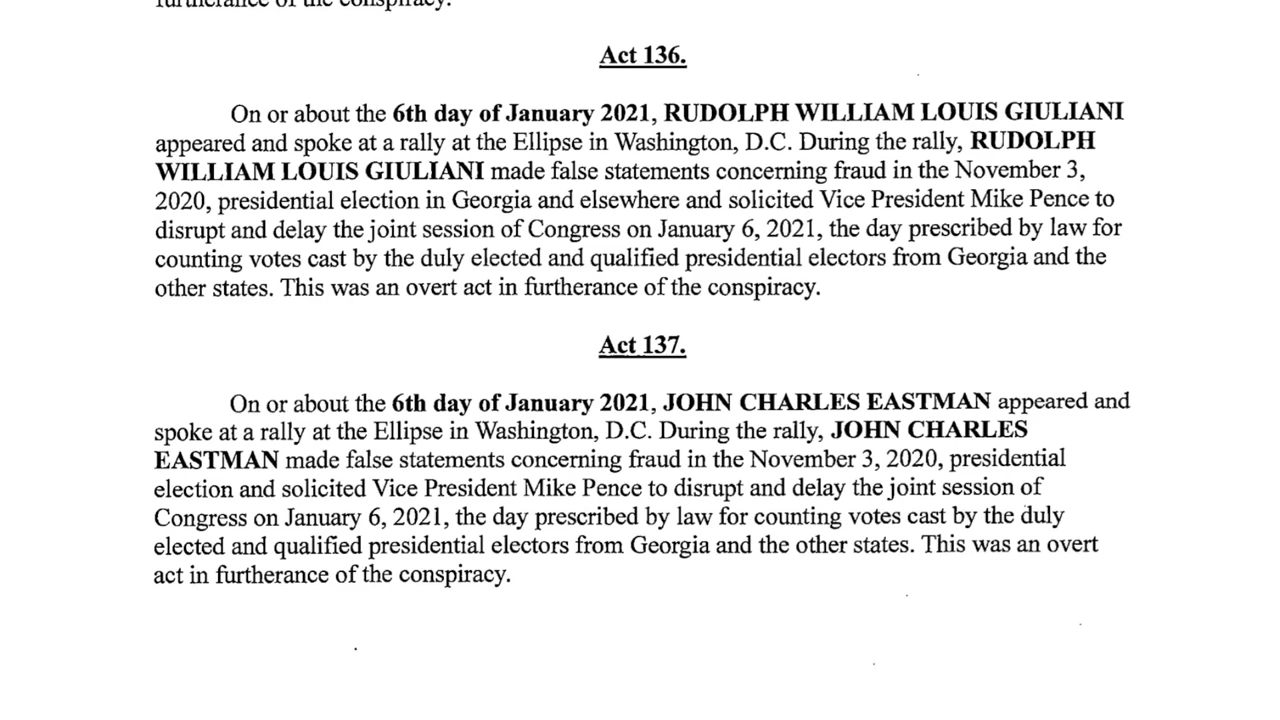 furtherance of the conspiracy.
Act 136.
On or about the 6th day of January 2021, RUDOLPH WILLIAM LOUIS GIULIANI
appeared and spoke at a rally at the Ellipse in Washington, D.C. During the rally, RUDOLPH
WILLIAM LOUIS GIULIANI made false statements concerning fraud in the November 3,
2020, presidential election in Georgia and elsewhere and solicited Vice President Mike Pence to
disrupt and delay the joint session of Congress on January 6, 2021, the day prescribed by law for
counting votes cast by the duly elected and qualified presidential electors from Georgia and the
other states. This was an overt act in furtherance of the conspiracy.
Act 137.
On or about the 6th day of January 2021, JOHN CHARLES EASTMAN appeared and
spoke at a rally at the Ellipse in Washington, D.C. During the rally, JOHN CHARLES
EASTMAN made false statements concerning fraud in the November 3, 2020, presidential
election and solicited Vice President Mike Pence to disrupt and delay the joint session of
Congress on January 6, 2021, the day prescribed by law for counting votes cast by the duly
elected and qualified presidential electors from Georgia and the other states. This was an overt
act in furtherance of the conspiracy.